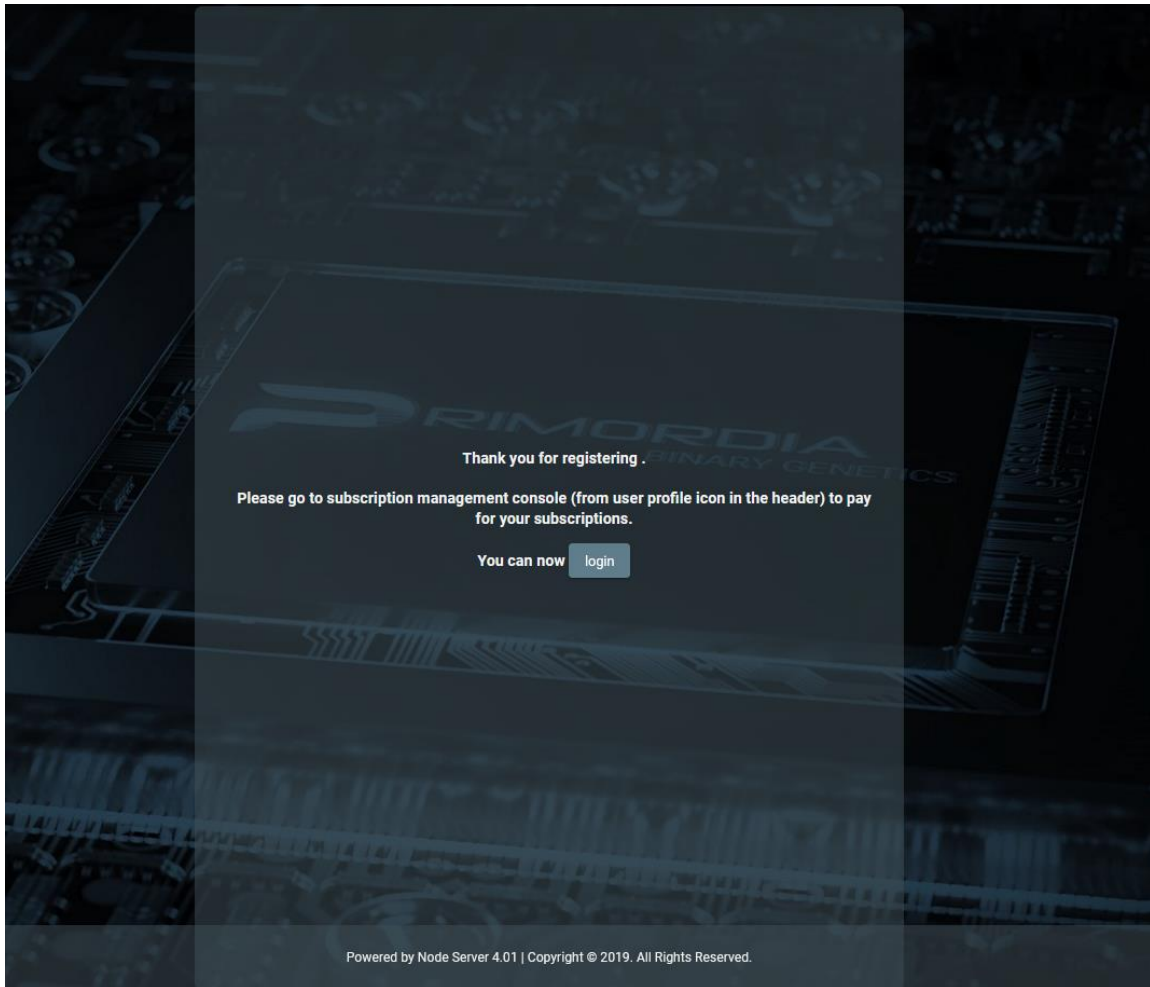 PRIMORDIA
BINARY GENETICS
Thank you for registering .
Please go to subscription management console (from user profile icon in the header) to pay
for your subscriptions.
You can now login
Powered by Node Server 4.01 | Copyright © 2019. All Rights Reserved.